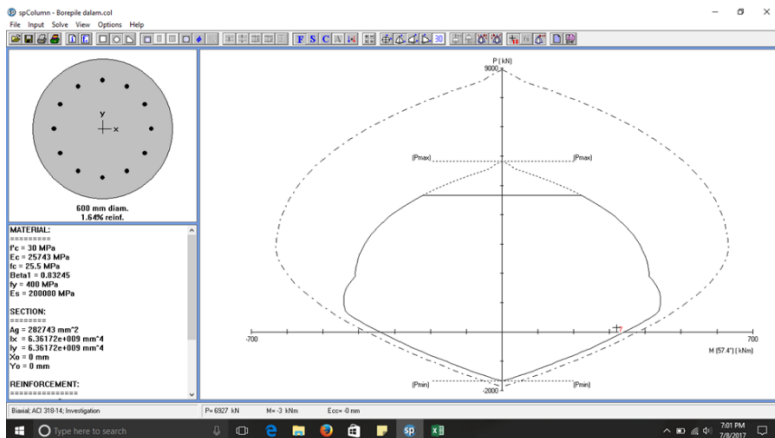 spColumn - Borepile dalam.col
File Input Solve View Options Help
F S C
30
y
x
600 mm diam.
1.64% reinf.
MATERIAL:
=========
f'c = 30 MPa
Ec = 25743 MPa
fc = 25.5 MPa
Beta1 = 0.83245
fy = 400 MPa
Es = 200000 MPa
SECTION:
========
Ag = 282743 mm^2
Ix = 6.36172e+009 mm^4
Iy = 6.36172e+009 mm^4
Xo = 0 mm
Yo = 0 mm
REINFORCEMENT:
==============
P ( kN)
9000
(Pmax)
(Pmax)
-700
700
M (57.4°) ( kNm)
(Pmin)
(Pmin)
-2000
Biaxial; ACI 318-14; Investigation
P= 6927 kN
M= -3 kNm
Ecc= -0 mm
Type here to search
sp
7:01 PM
7/8/2017